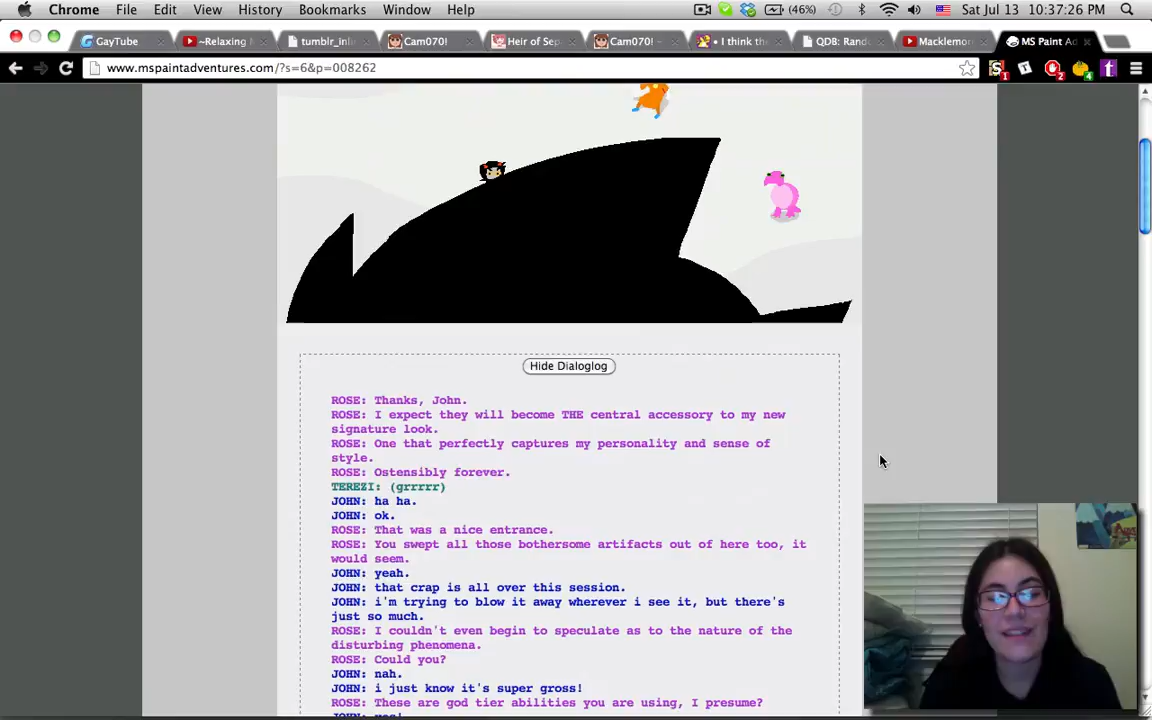 Chrome File Edit View History Bookmarks Window Help (46%) Sat Jul 13 10:37:26 PM
GayTube ~Relaxing M tumblr_inli Cam070! Heir of Sep Cam070! - • I think the QDB: Rando Macklemor MS Paint Ad
www.mspaintadventures.com/?s=6&p=008262
Hide Dialoglog
ROSE: Thanks, John.
ROSE: I expect they will become THE central accessory to my new
signature look.
ROSE: One that perfectly captures my personality and sense of
style.
ROSE: Ostensibly forever.
TEREZI: (grrrrr)
JOHN: ha ha.
JOHN: ok.
ROSE: That was a nice entrance.
ROSE: You swept all those bothersome artifacts out of here too, it
would seem.
JOHN: yeah.
JOHN: that crap is all over this session.
JOHN: i'm trying to blow it away wherever i see it, but there's
just so much.
ROSE: I couldn't even begin to speculate as to the nature of the
disturbing phenomena.
ROSE: Could you?
JOHN: nah.
JOHN: i just know it's super gross!
ROSE: These are god tier abilities you are using, I presume?